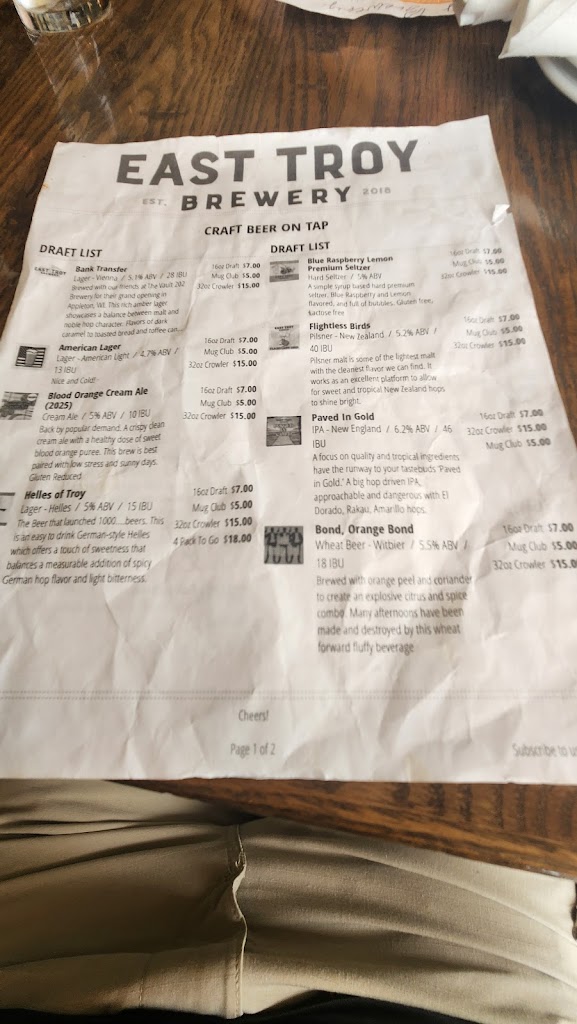 EAST TROY
EST. BREWERY 2018
CRAFT BEER ON TAP
DRAFT LIST
Bank Transfer
Lager - Vienna / 5.1% ABV / 28 IBU
Brewed with our friends at The Vault 202
Brewery for their grand opening in
Appleton, WI. This rich amber lager
showcases a balance between malt and
noble hop character. Flavors of dark
caramel to toasted bread and toffee can...
16oz Draft $7.00
Mug Club $5.00
32oz Crowler $15.00
American Lager
Lager - American Light / 4.7% ABV /
13 IBU
Nice and Cold!
16oz Draft $7.00
Mug Club $5.00
32oz Crowler $15.00
Blood Orange Cream Ale
(2025)
Cream Ale / 5% ABV / 10 IBU
Back by popular demand. A crispy clean
cream ale with a healthy dose of sweet
blood orange puree. This brew is best
paired with low stress and sunny days.
Gluten Reduced
16oz Draft $7.00
Mug Club $5.00
32oz Crowler $15.00
Helles of Troy
Lager - Helles / 5% ABV / 15 IBU
The Beer that launched 1000.....beers. This
is an easy to drink German-style Helles
which offers a touch of sweetness that
balances a measurable addition of spicy
German hop flavor and light bitterness.
16oz Draft $7.00
Mug Club $5.00
32oz Crowler $15.00
4 Pack To Go $18.00
DRAFT LIST
Blue Raspberry Lemon
Premium Seltzer
Hard Seltzer / 5% ABV
A simple syrup based hard premium
seltzer, Blue Raspberry and Lemon
flavored, and full of bubbles. Gluten free,
lactose free
16oz Draft $7.00
Mug Club $5.00
32oz Crowler $15.00
Flightless Birds
Pilsner - New Zealand / 5.2% ABV /
40 IBU
Pilsner malt is some of the lightest malt
with the cleanest flavor we can find. It
works as an excellent platform to allow
for sweet and tropical New Zealand hops
to shine bright.
16oz Draft $7.00
Mug Club $5.00
32oz Crowler $15.00
Paved In Gold
IPA - New England / 6.2% ABV / 46
IBU
A focus on quality and tropical ingredients
have the runway to your tastebuds 'Paved
in Gold.' A big hop driven IPA,
approachable and dangerous with El
Dorado, Rakau, Amarillo hops.
16oz Draft $7.00
32oz Crowler $15.00
Mug Club $5.00
Bond, Orange Bond
Wheat Beer - Witbier / 5.5% ABV /
18 IBU
Brewed with orange peel and coriander
to create an explosive citrus and spice
combo. Many afternoons have been
made and destroyed by this wheat
forward fluffy beverage
16oz Draft $7.00
Mug Club $5.00
32oz Crowler $15.0
Cheers!
Page 1 of 2
Subscribe to u